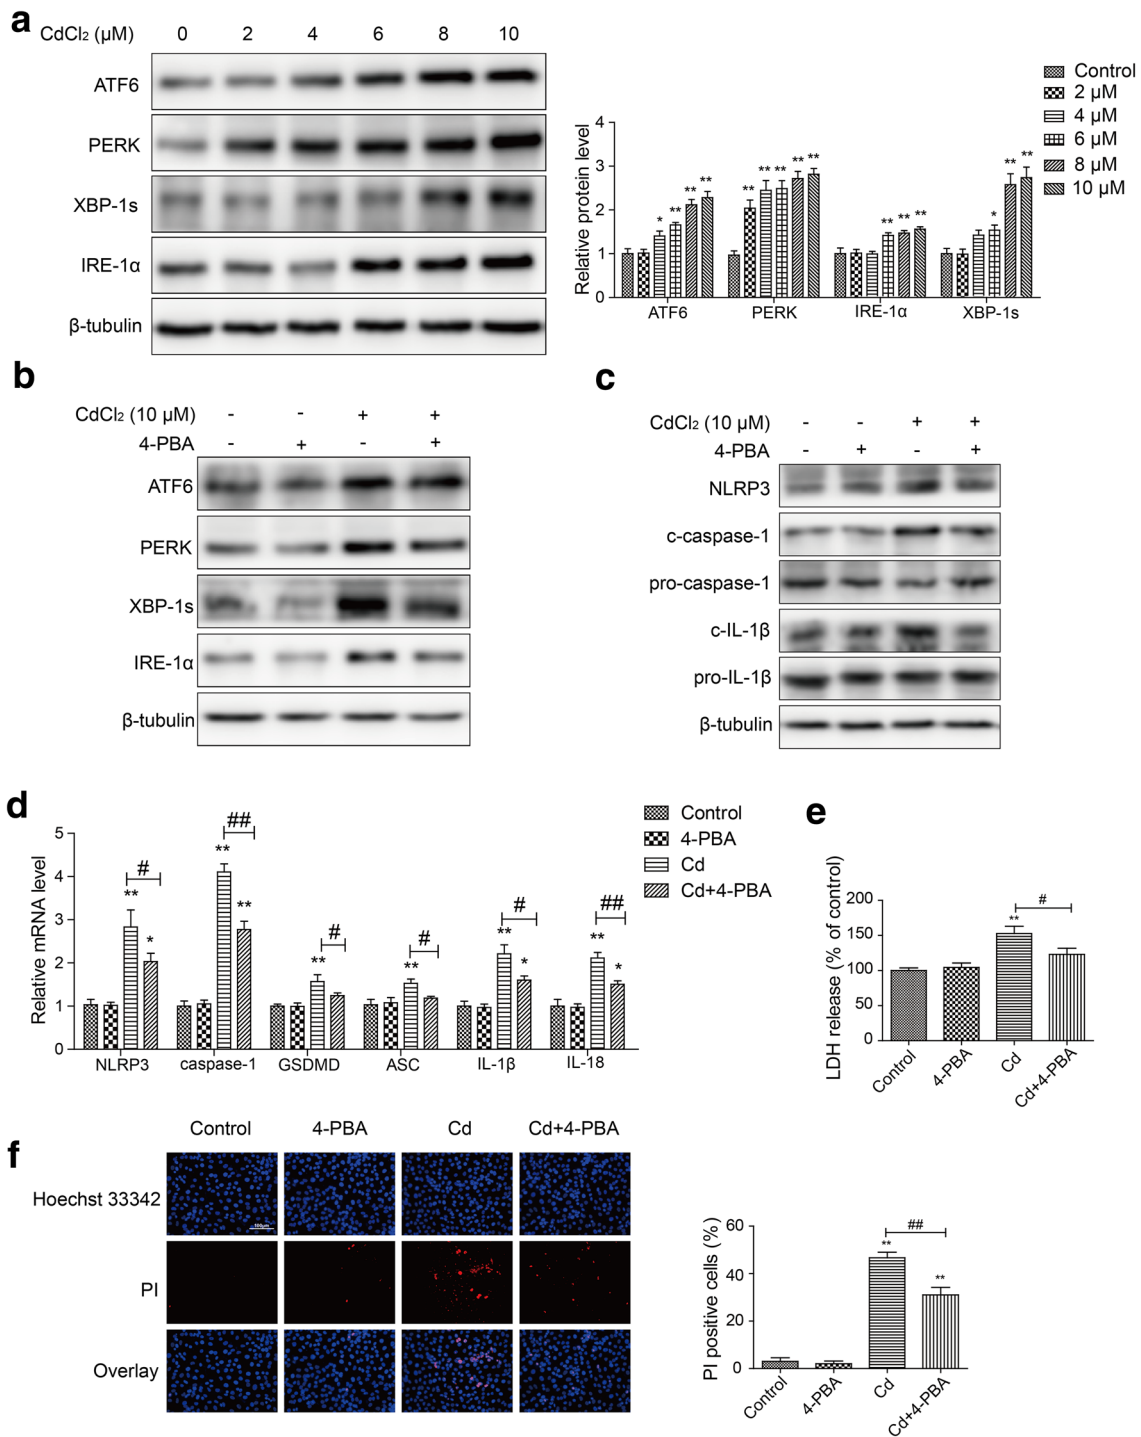 a
CdCl2 (μM) 0 2 4 6 8 10
ATF6
PERK
XBP-1s
IRE-1α
β-tubulin
Relative protein level
4
3
2
1
0
* ** ** **
** ** ** ** **
** ** **
* ** **
ATF6 PERK IRE-1α XBP-1s
Control
2 μM
4 μM
6 μM
8 μM
10 μM
b
CdCl2 (10 μM) - - + +
4-PBA - + - +
ATF6
PERK
XBP-1s
IRE-1α
β-tubulin
c
CdCl2 (10 μM) - - + +
4-PBA - + - +
NLRP3
c-caspase-1
pro-caspase-1
c-IL-1β
pro-IL-1β
β-tubulin
d
Relative mRNA level
5
4
3
2
1
0
# ## # # # ##
** * ** ** ** ** ** * ** *
NLRP3 caspase-1 GSDMD ASC IL-1β IL-18
Control
4-PBA
Cd
Cd+4-PBA
e
LDH release (% of control)
200
150
100
50
0
#
**
Control 4-PBA Cd Cd+4-PBA
f
Control 4-PBA Cd Cd+4-PBA
Hoechst 33342
100μm
PI
Overlay
PI positive cells (%)
60
40
20
0
##
** **
Control 4-PBA Cd Cd+4-PBA